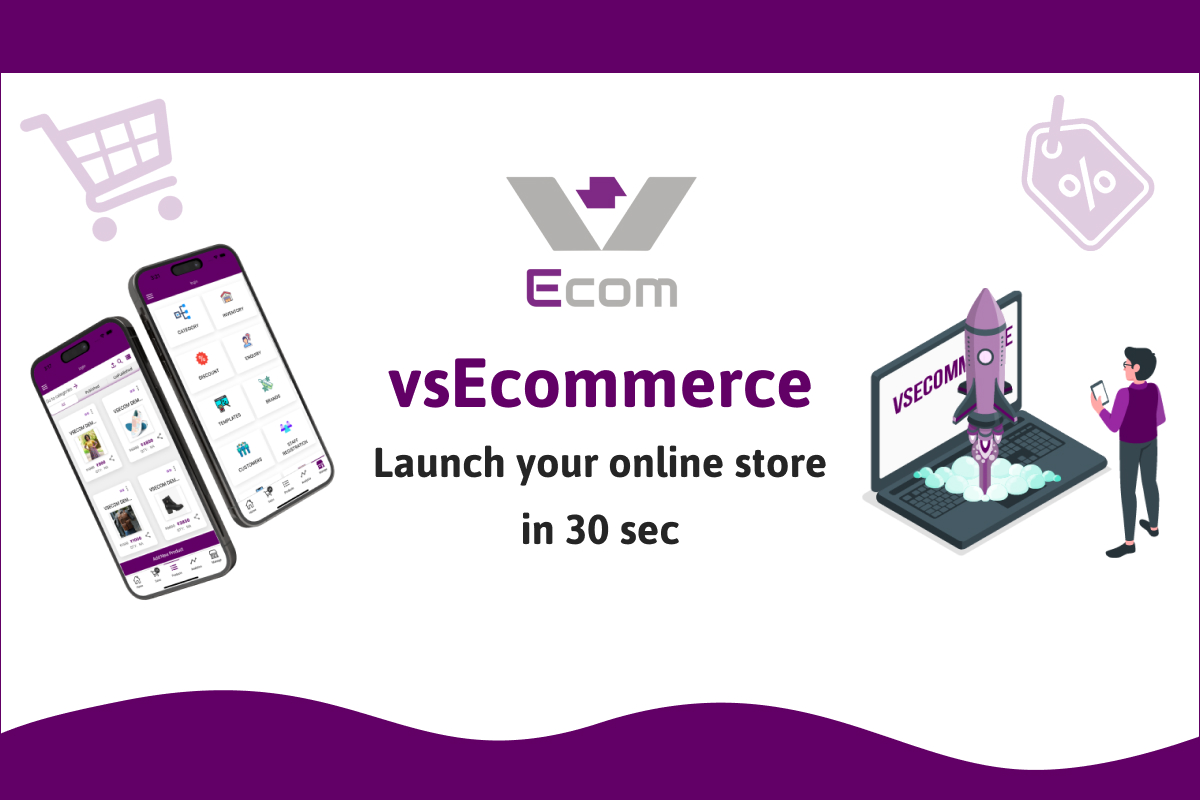 Ecom
vsEcommerce
Launch your online store
in 30 sec
CATEGORY
INVENTORY
DISCOUNT
ENQUIRY
TEMPLATES
BRANDS
CUSTOMERS
STAFF
REGISTRATION
VSECOM DEM...
VSECOM DEM...
VSECOM DEM...
VSECOM DEM...
Add New Product
VSECOMM
E